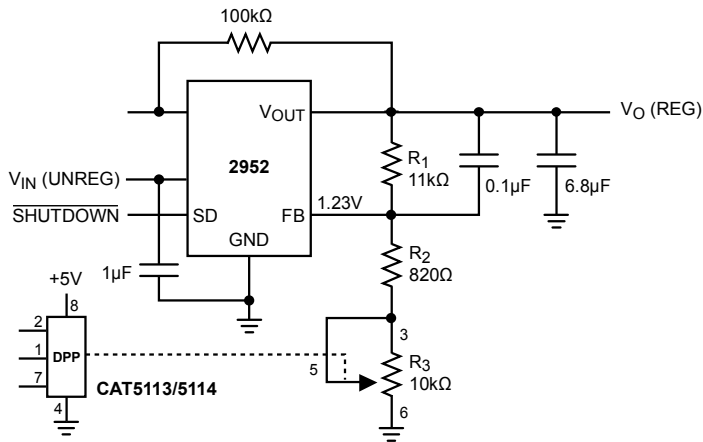 100kΩ
VOUT
VO (REG)
2952
R1
11kΩ
0.1µF
6.8µF
VIN (UNREG)
SHUTDOWN
SD
FB
1.23V
GND
1µF
R2
820Ω
+5V
8
2
1
7
4
DPP
CAT5113/5114
3
5
R3
10kΩ
6